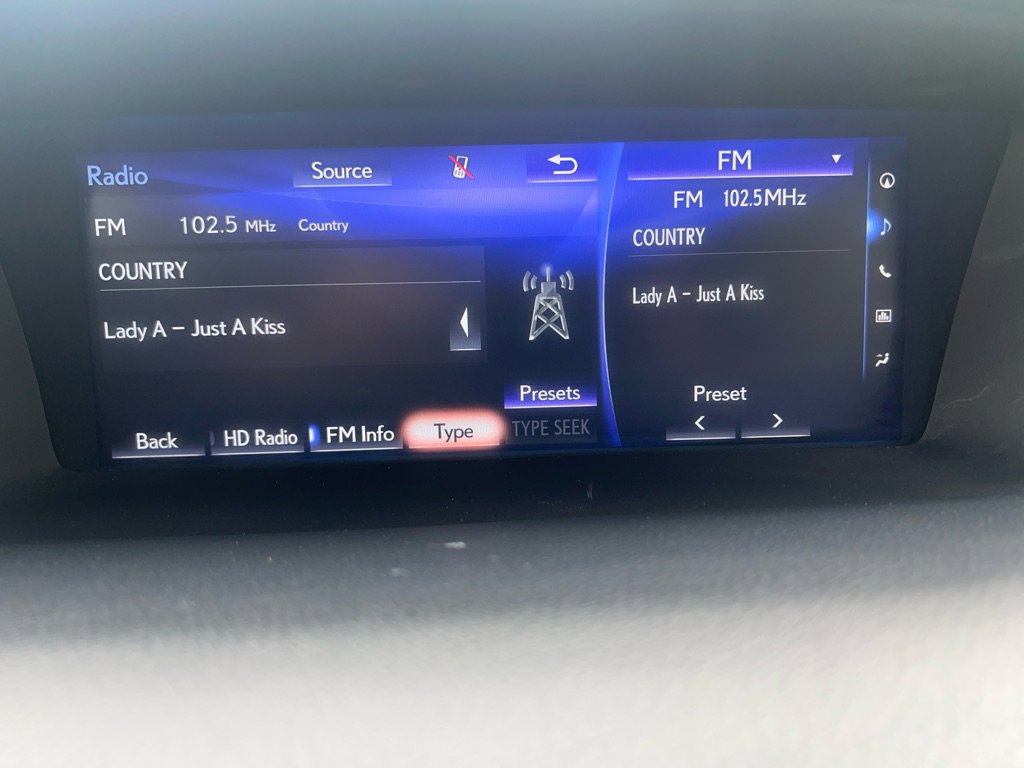 Radio
Source
FM 102.5 MHz Country
COUNTRY
Lady A – Just A Kiss
Presets
Back HD Radio FM Info Type TYPE SEEK
FM
FM 102.5MHz
COUNTRY
Lady A – Just A Kiss
Preset
< >